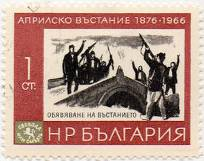 АПРИЛСКО ВЪСТАНИЕ 1876-1966
1
СТ.
ОБЯВЯВАНЕ НА ВЪСТАНИЕТО
НР БЪЛГАРИЯ